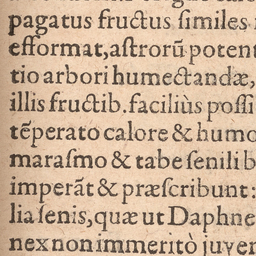 pagatus fructus ſimiles
efformat, aſtrorũ potent
tio arbori humectandæ,
illis fructib. faciliùs poſſi
tẽperato calore & humo
maraſmo & tabe ſenili b
imperãt & præſcribunt:
lia ſenis, quæ ut Daphne
nex non immeritò juven